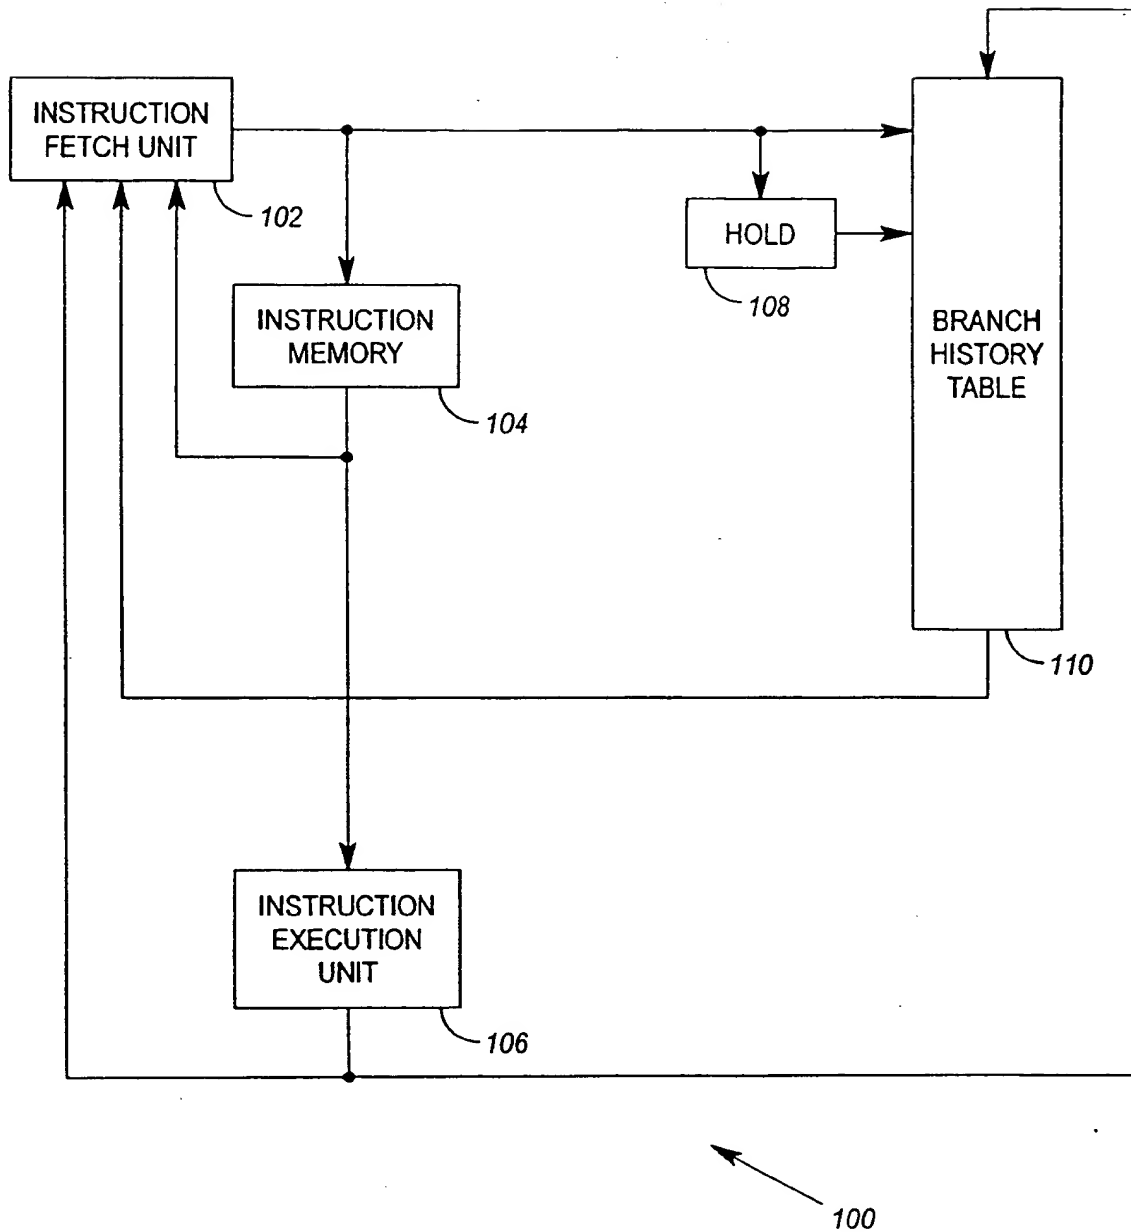 INSTRUCTION
FETCH UNIT
102
HOLD
108
INSTRUCTION
MEMORY
104
BRANCH
HISTORY
TABLE
110
INSTRUCTION
EXECUTION
UNIT
106
100